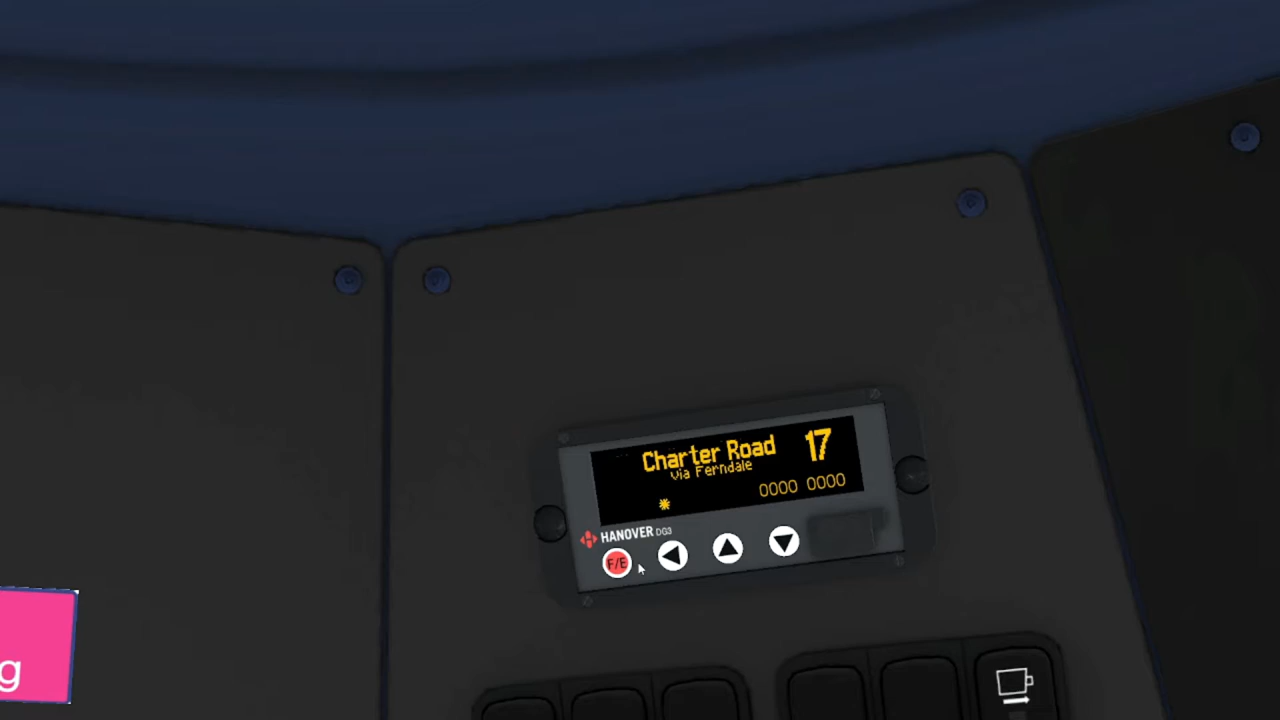 Charter Road 17
via Ferndale
0000 0000
HANOVER DG3
F/E
g